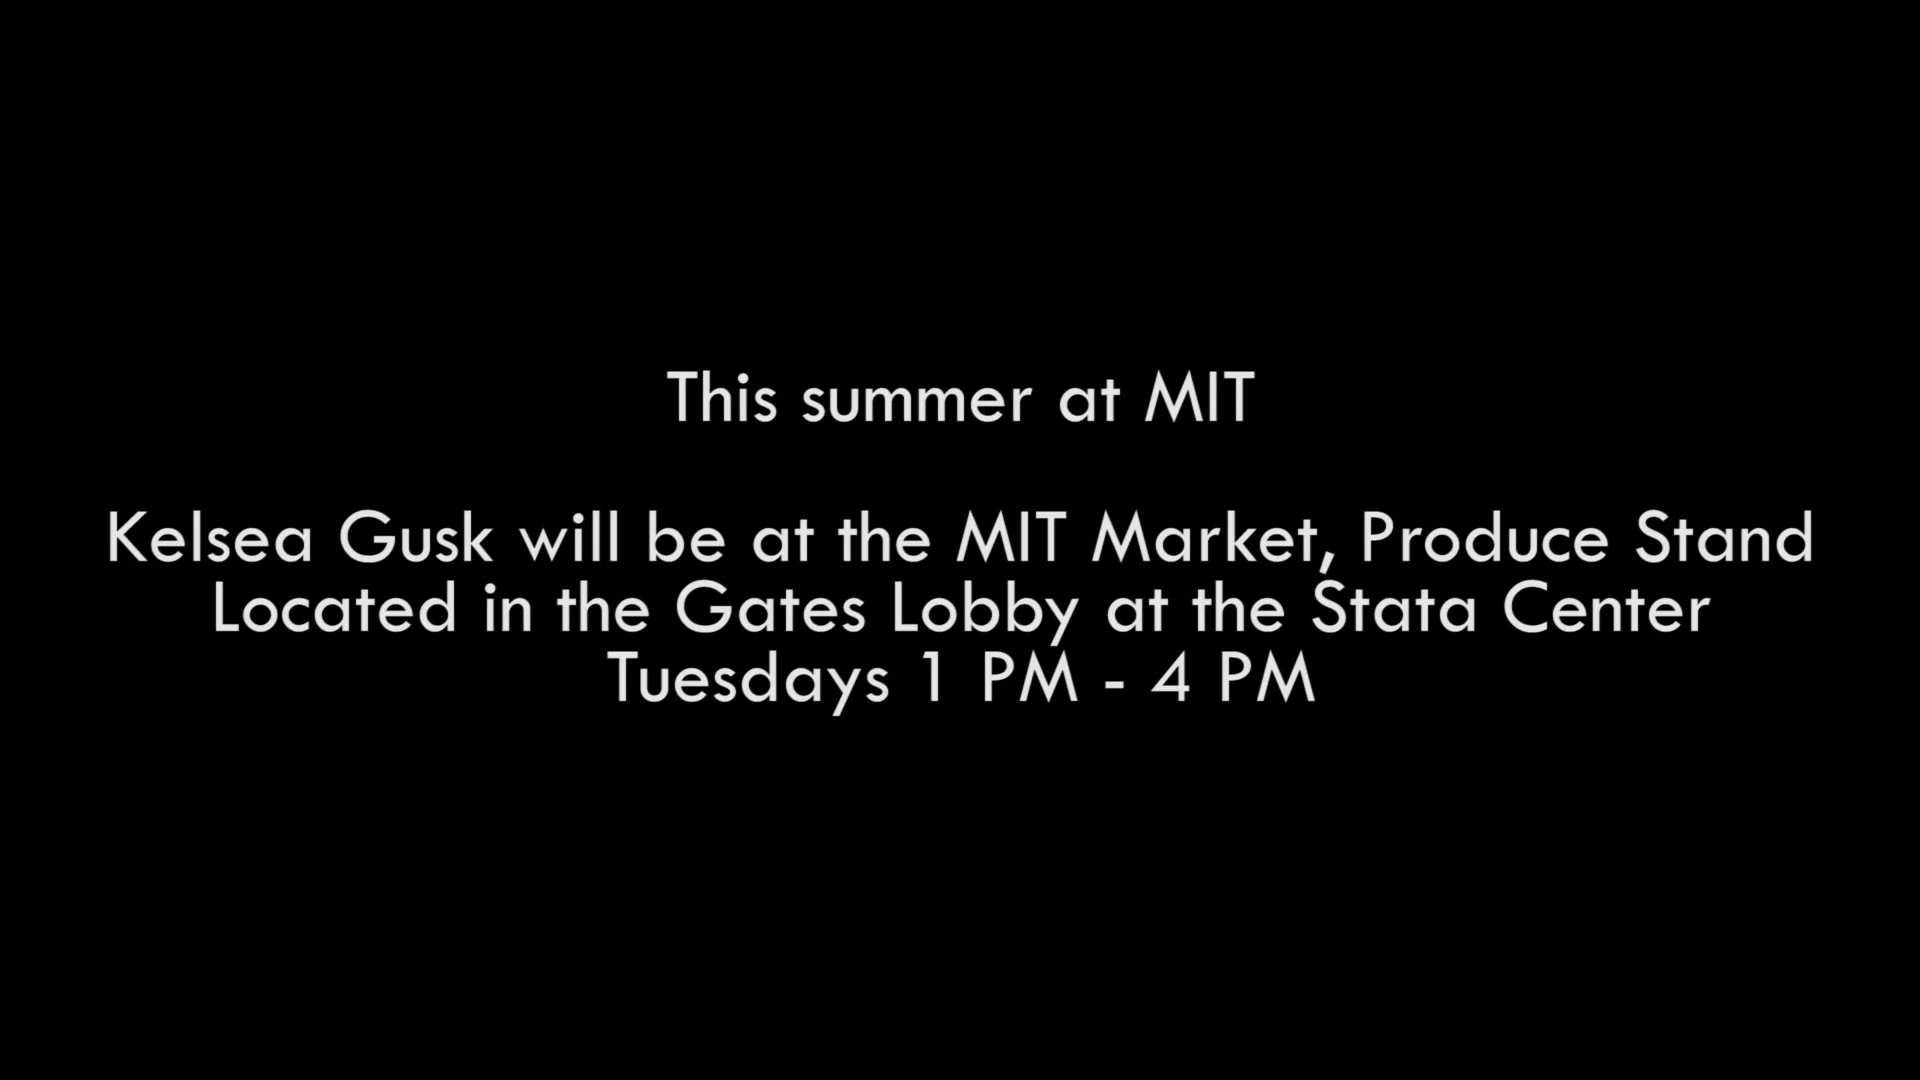 This summer at MIT
Kelsea Gusk will be at the MIT Market, Produce Stand
Located in the Gates Lobby at the Stata Center
Tuesdays 1 PM - 4 PM